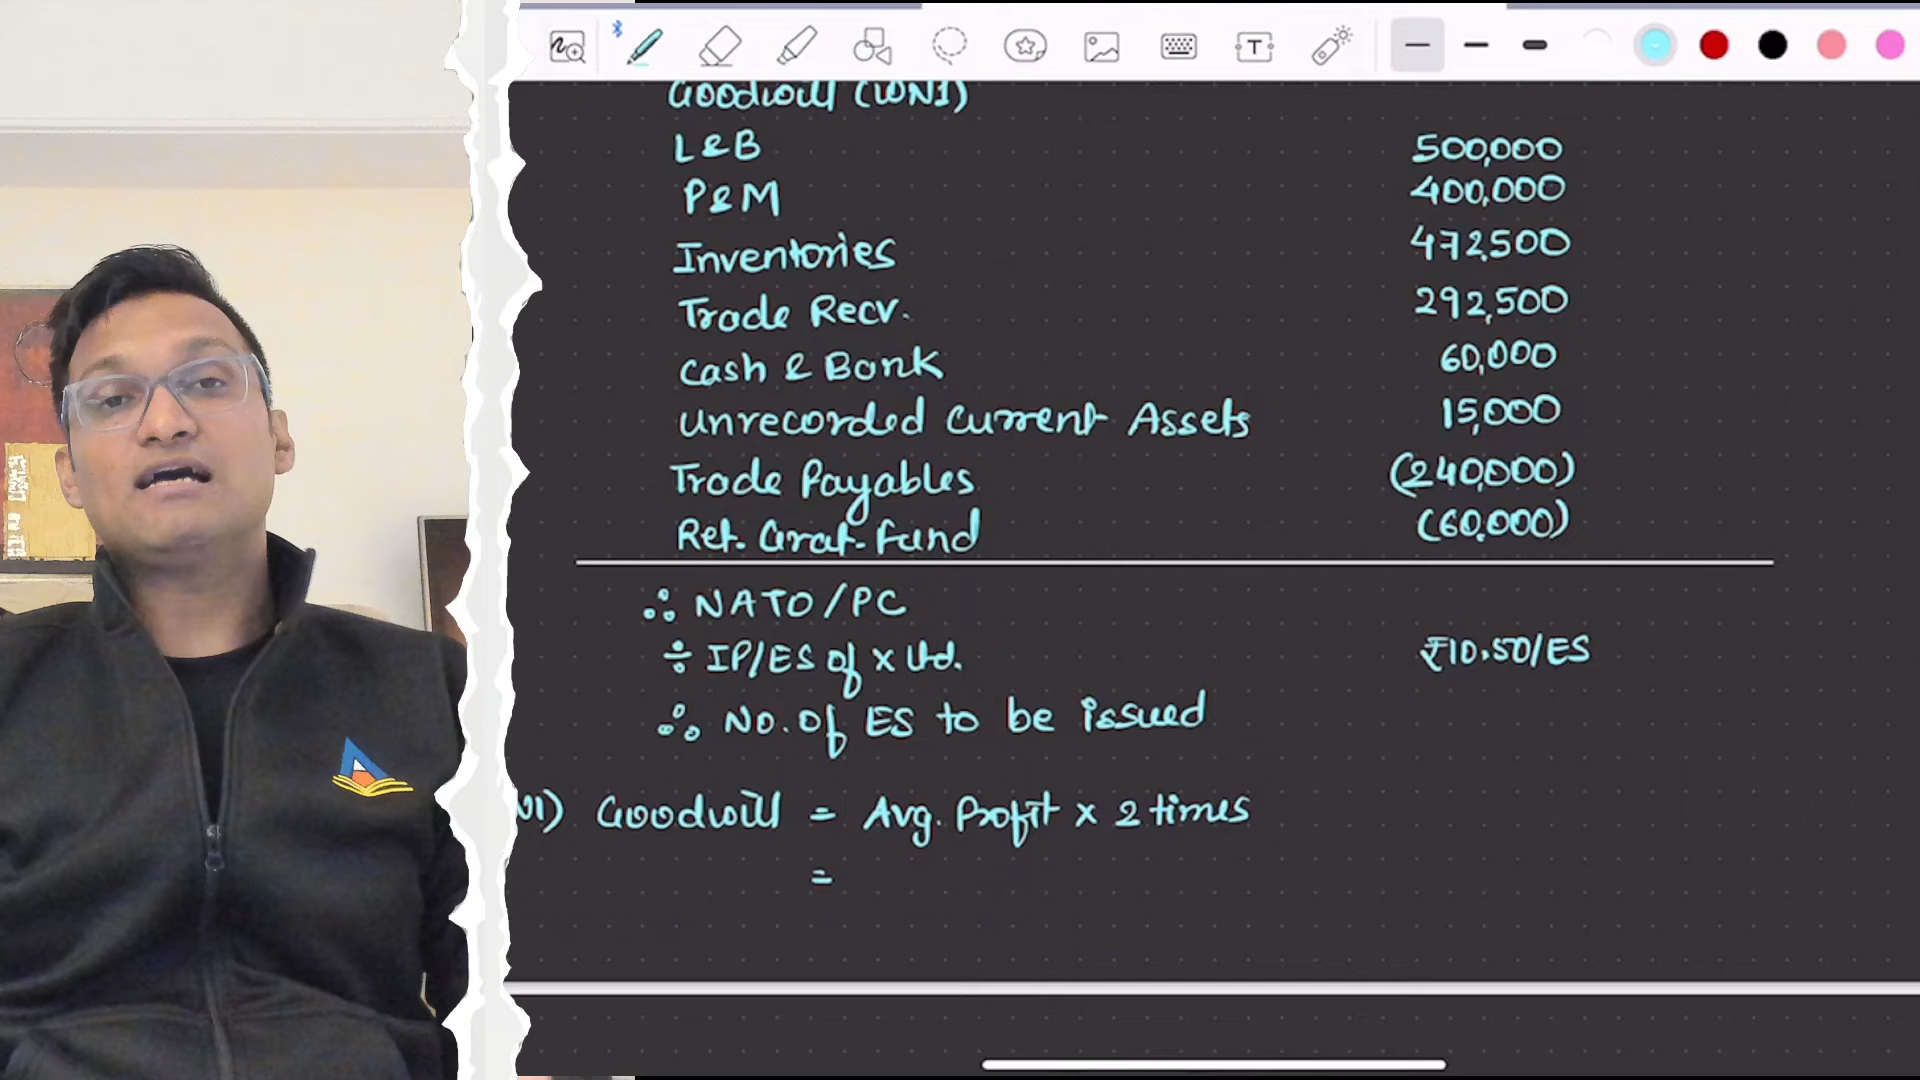 Goodwill (WN1)
L&B 500,000
P&M 400,000
Inventories 472,500
Trade Recv. 292,500
Cash & Bank 60,000
Unrecorded Current Assets 15,000
Trade Payables (240,000)
Ret. Grat. Fund (60,000)
∴ NATO/PC
÷ IP/ES of x Ltd. ₹10.50/ES
∴ No. of ES to be issued
N1) Goodwill = Avg. Profit x 2 times
=